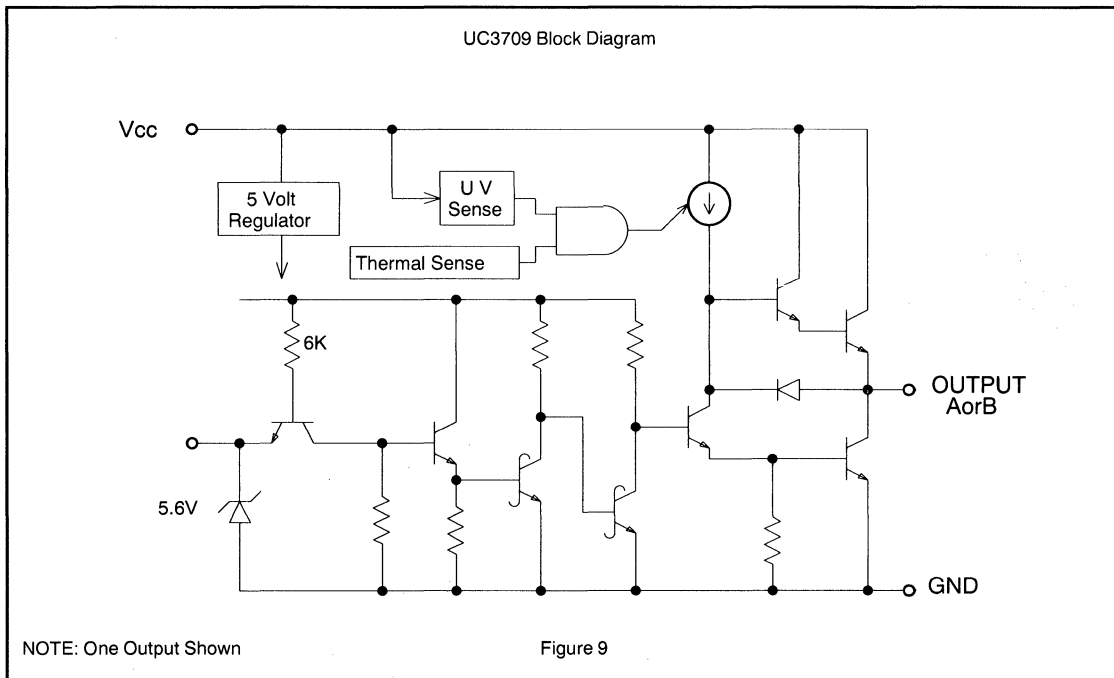 UC3709 Block Diagram
Vcc
5 Volt
Regulator
U V
Sense
Thermal Sense
6K
OUTPUT
AorB
5.6V
GND
NOTE: One Output Shown
Figure 9